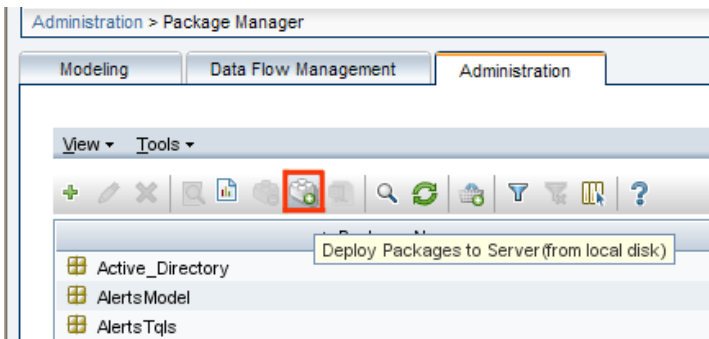 Administration > Package Manager
Modeling Data Flow Management Administration
View Tools
?
Deploy Packages to Server(from local disk)
Active_Directory
AlertsModel
AlertsTqls